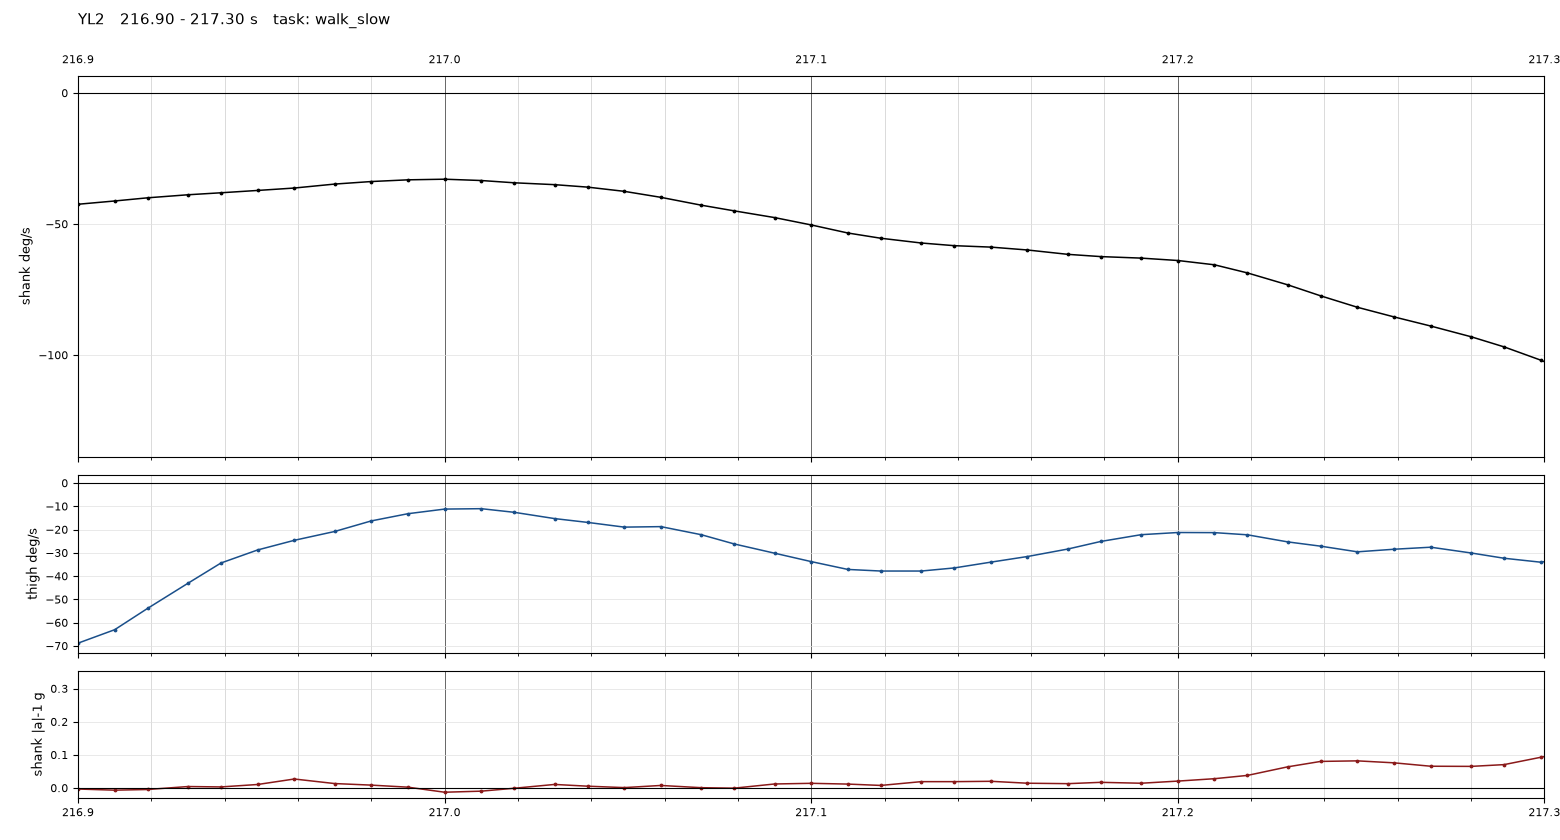 YL2   216.90 - 217.30 s   task: walk_slow
216.9 217.0 217.1 217.2 217.3
0
−50
−100
shank deg/s
0
−10
−20
−30
−40
−50
−60
−70
thigh deg/s
0.3
0.2
0.1
0.0
shank |a|-1 g
216.9 217.0 217.1 217.2 217.3